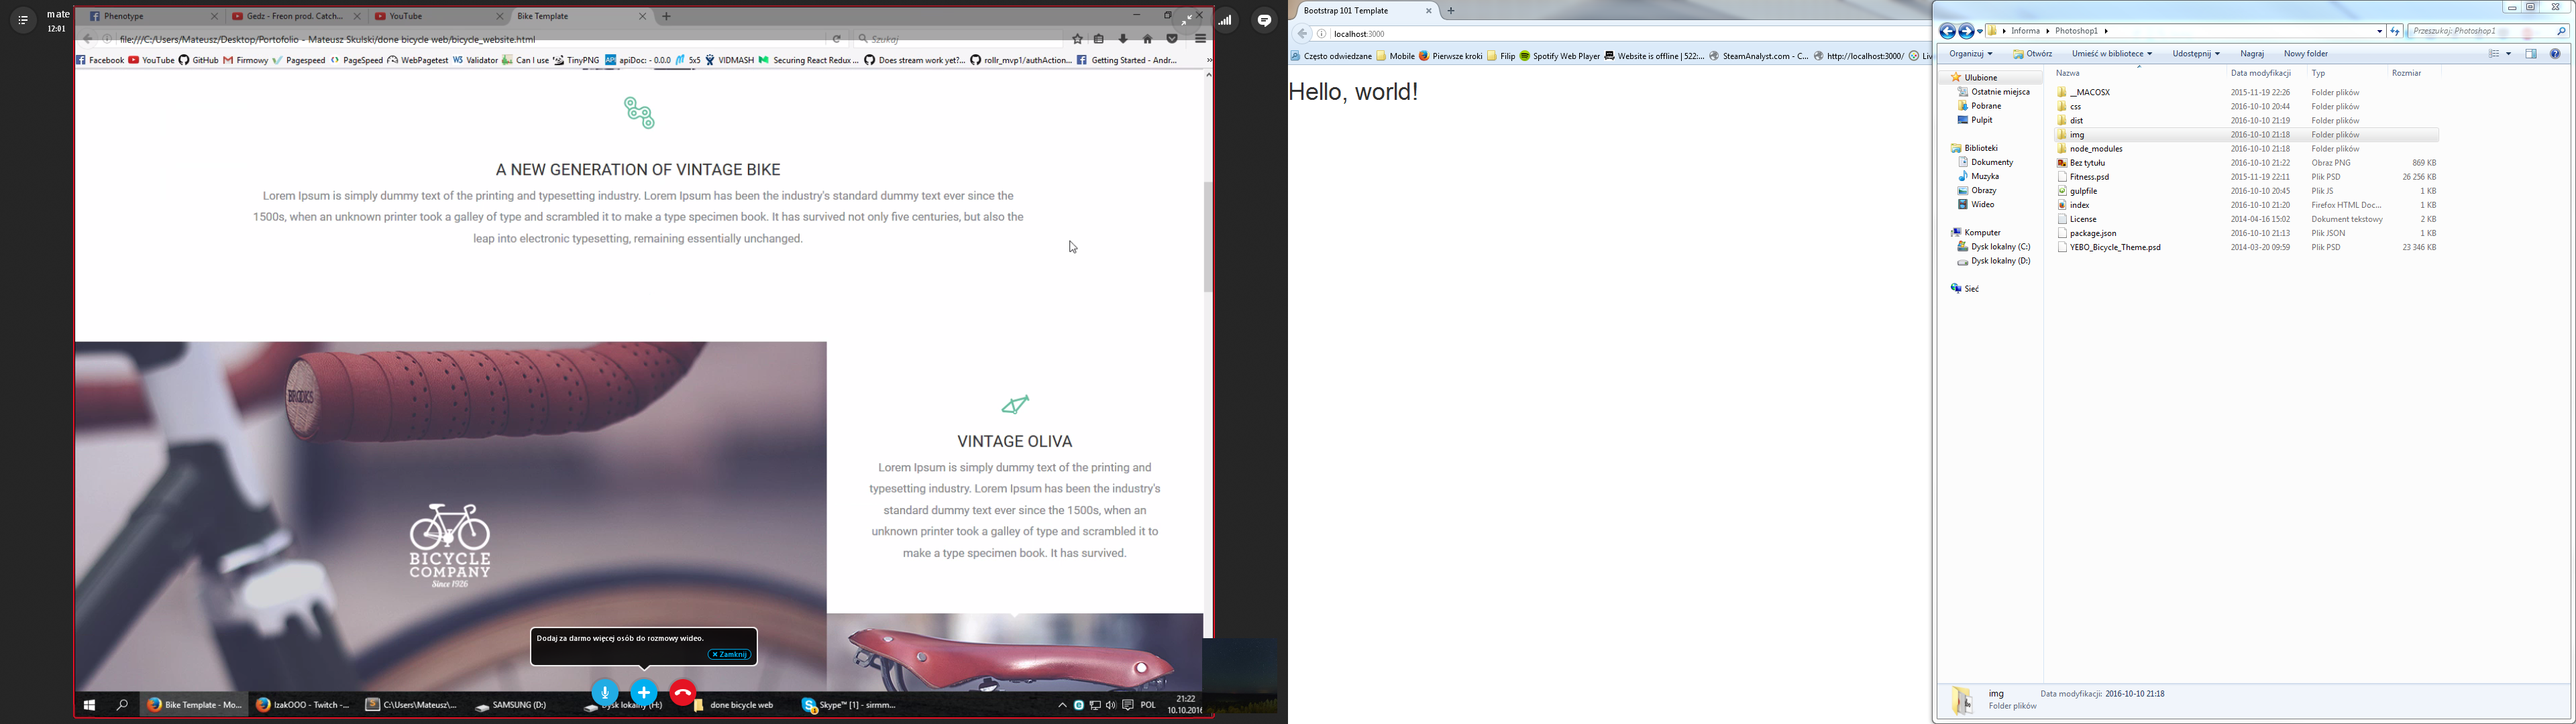 mate
12:01
Phenotype
Gedz - Freon prod. Catch...
YouTube
Bike Template
file:///C:/Users/Mateusz/Desktop/Portofolio - Mateusz Skulski/done bicycle web/bicycle_website.html
Szukaj
Facebook YouTube GitHub Firmowy Pagespeed PageSpeed WebPagetest Validator Can I use TinyPNG apiDoc: - 0.0.0 5x5 VIDMASH Securing React Redux ... Does stream work yet?... rollr_mvp1/authAction... Getting Started - Andr...
A NEW GENERATION OF VINTAGE BIKE
Lorem Ipsum is simply dummy text of the printing and typesetting industry. Lorem Ipsum has been the industry's standard dummy text ever since the
1500s, when an unknown printer took a galley of type and scrambled it to make a type specimen book. It has survived not only five centuries, but also the
leap into electronic typesetting, remaining essentially unchanged.
BROOKS
BICYCLE
COMPANY
Since 1926
VINTAGE OLIVA
Lorem Ipsum is simply dummy text of the printing and
typesetting industry. Lorem Ipsum has been the industry's
standard dummy text ever since the 1500s, when an
unknown printer took a galley of type and scrambled it to
make a type specimen book. It has survived.
Dodaj za darmo więcej osób do rozmowy wideo.
Zamknij
Bike Template - Mo... IzakOOO - Twitch -... C:\Users\Mateusz\... SAMSUNG (D:) Dysk lokalny (H:) done bicycle web Skype™ [1] - sirmm... POL
21:22
10.10.2016
Bootstrap 101 Template
localhost:3000
Często odwiedzane Mobile Pierwsze kroki Filip Spotify Web Player Website is offline | 522:... SteamAnalyst.com - C... http://localhost:3000/
Hello, world!
Informa Photoshop1
Przeszukaj: Photoshop1
Organizuj Otwórz Umieść w bibliotece Udostępnij Nagraj Nowy folder
Ulubione
Ostatnie miejsca
Pobrane
Pulpit
Biblioteki
Dokumenty
Muzyka
Obrazy
Wideo
Komputer
Dysk lokalny (C:)
Dysk lokalny (D:)
Sieć
Nazwa Data modyfikacji Typ Rozmiar
__MACOSX 2015-11-19 22:26 Folder plików
css 2016-10-10 20:44 Folder plików
dist 2016-10-10 21:19 Folder plików
img 2016-10-10 21:18 Folder plików
node_modules 2016-10-10 21:18 Folder plików
Bez tytułu 2016-10-10 21:22 Obraz PNG 869 KB
Fitness.psd 2015-11-19 22:11 Plik PSD 26 256 KB
gulpfile 2016-10-10 20:45 Plik JS 1 KB
index 2016-10-10 21:20 Firefox HTML Doc... 1 KB
License 2014-04-16 15:02 Dokument tekstowy 2 KB
package.json 2016-10-10 21:13 Plik JSON 1 KB
YEBO_Bicycle_Theme.psd 2014-03-20 09:59 Plik PSD 23 346 KB
img Data modyfikacji: 2016-10-10 21:18
Folder plików